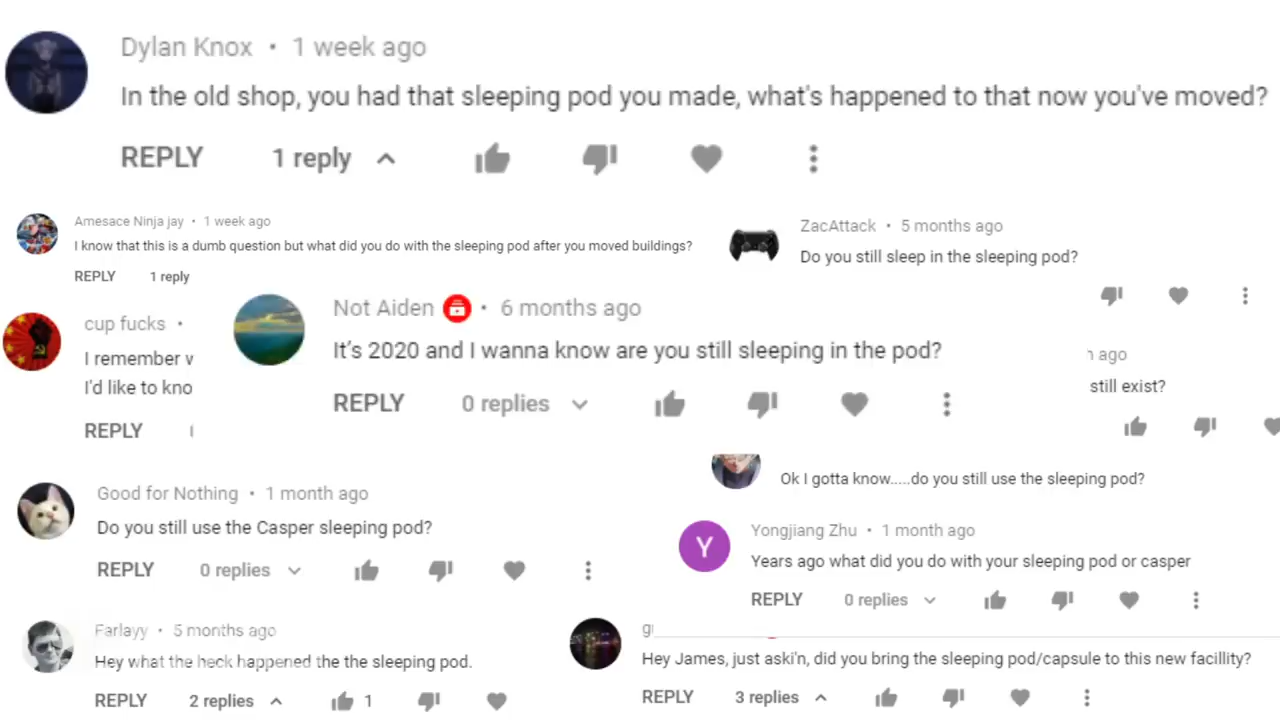 Dylan Knox • 1 week ago
In the old shop, you had that sleeping pod you made, what's happened to that now you've moved?
REPLY 1 reply
Amesace Ninja jay • 1 week ago
I know that this is a dumb question but what did you do with the sleeping pod after you moved buildings?
REPLY 1 reply
ZacAttack • 5 months ago
Do you still sleep in the sleeping pod?
cup fucks •
I remember
I'd like to kno
REPLY
Not Aiden • 6 months ago
It's 2020 and I wanna know are you still sleeping in the pod?
REPLY 0 replies
ago
still exist?
Good for Nothing • 1 month ago
Do you still use the Casper sleeping pod?
REPLY 0 replies
Ok I gotta know.....do you still use the sleeping pod?
Y
Yongjiang Zhu • 1 month ago
Years ago what did you do with your sleeping pod or casper
REPLY 0 replies
Farlayy • 5 months ago
Hey what the heck happened the the sleeping pod.
REPLY 2 replies 1
Hey James, just aski'n, did you bring the sleeping pod/capsule to this new facillity?
REPLY 3 replies